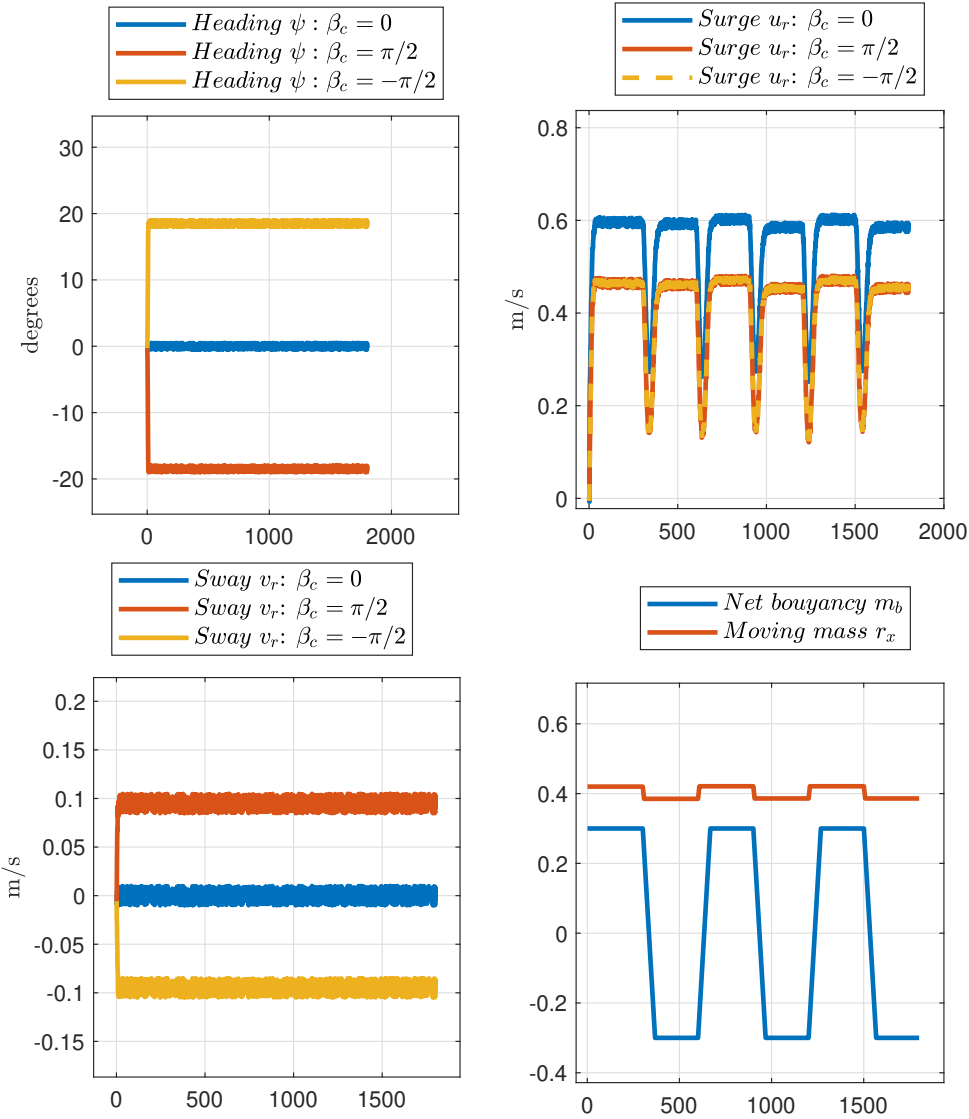 Heading ψ : β_c = 0
Heading ψ : β_c = π/2
Heading ψ : β_c = −π/2
30
20
10
0
-10
-20
degrees
0 1000 2000
Surge u_r: β_c = 0
Surge u_r: β_c = π/2
Surge u_r: β_c = −π/2
0.8
0.6
0.4
0.2
0
m/s
0 500 1000 1500 2000
Sway v_r: β_c = 0
Sway v_r: β_c = π/2
Sway v_r: β_c = −π/2
0.2
0.15
0.1
0.05
0
-0.05
-0.1
-0.15
m/s
0 500 1000 1500
Net bouyancy m_b
Moving mass r_x
0.6
0.4
0.2
0
-0.2
-0.4
0 500 1000 1500